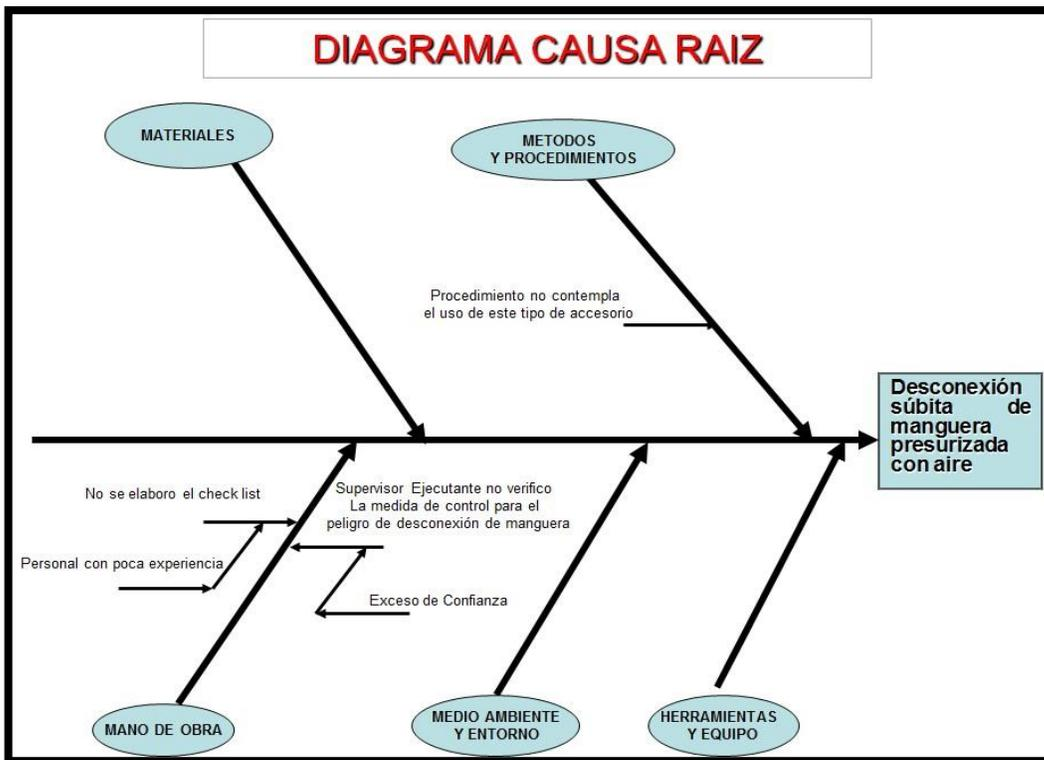 DIAGRAMA CAUSA RAIZ
MATERIALES
METODOS
Y PROCEDIMIENTOS
Procedimiento no contempla
el uso de este tipo de accesorio
Desconexión
súbita de
manguera
presurizada
con aire
No se elaboro el check list
Supervisor Ejecutante no verifico
La medida de control para el
peligro de desconexión de manguera
Personal con poca experiencia
Exceso de Confianza
MANO DE OBRA
MEDIO AMBIENTE
Y ENTORNO
HERRAMIENTAS
Y EQUIPO